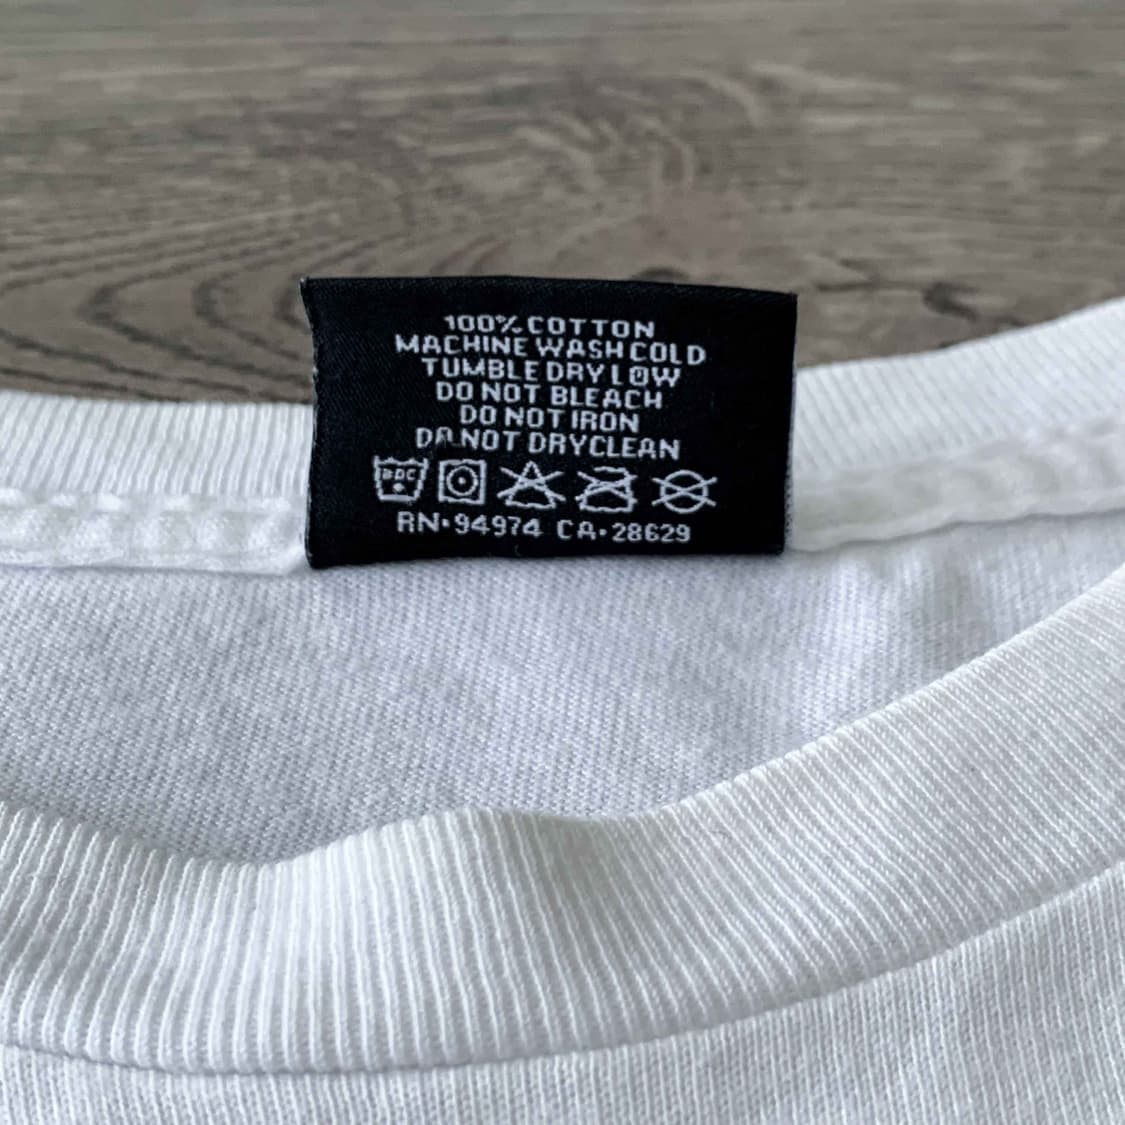 100% COTTON
MACHINE WASH COLD
TUMBLE DRY LOW
DO NOT BLEACH
DO NOT IRON
DO NOT DRYCLEAN
30°C
RN·94974 CA·28629